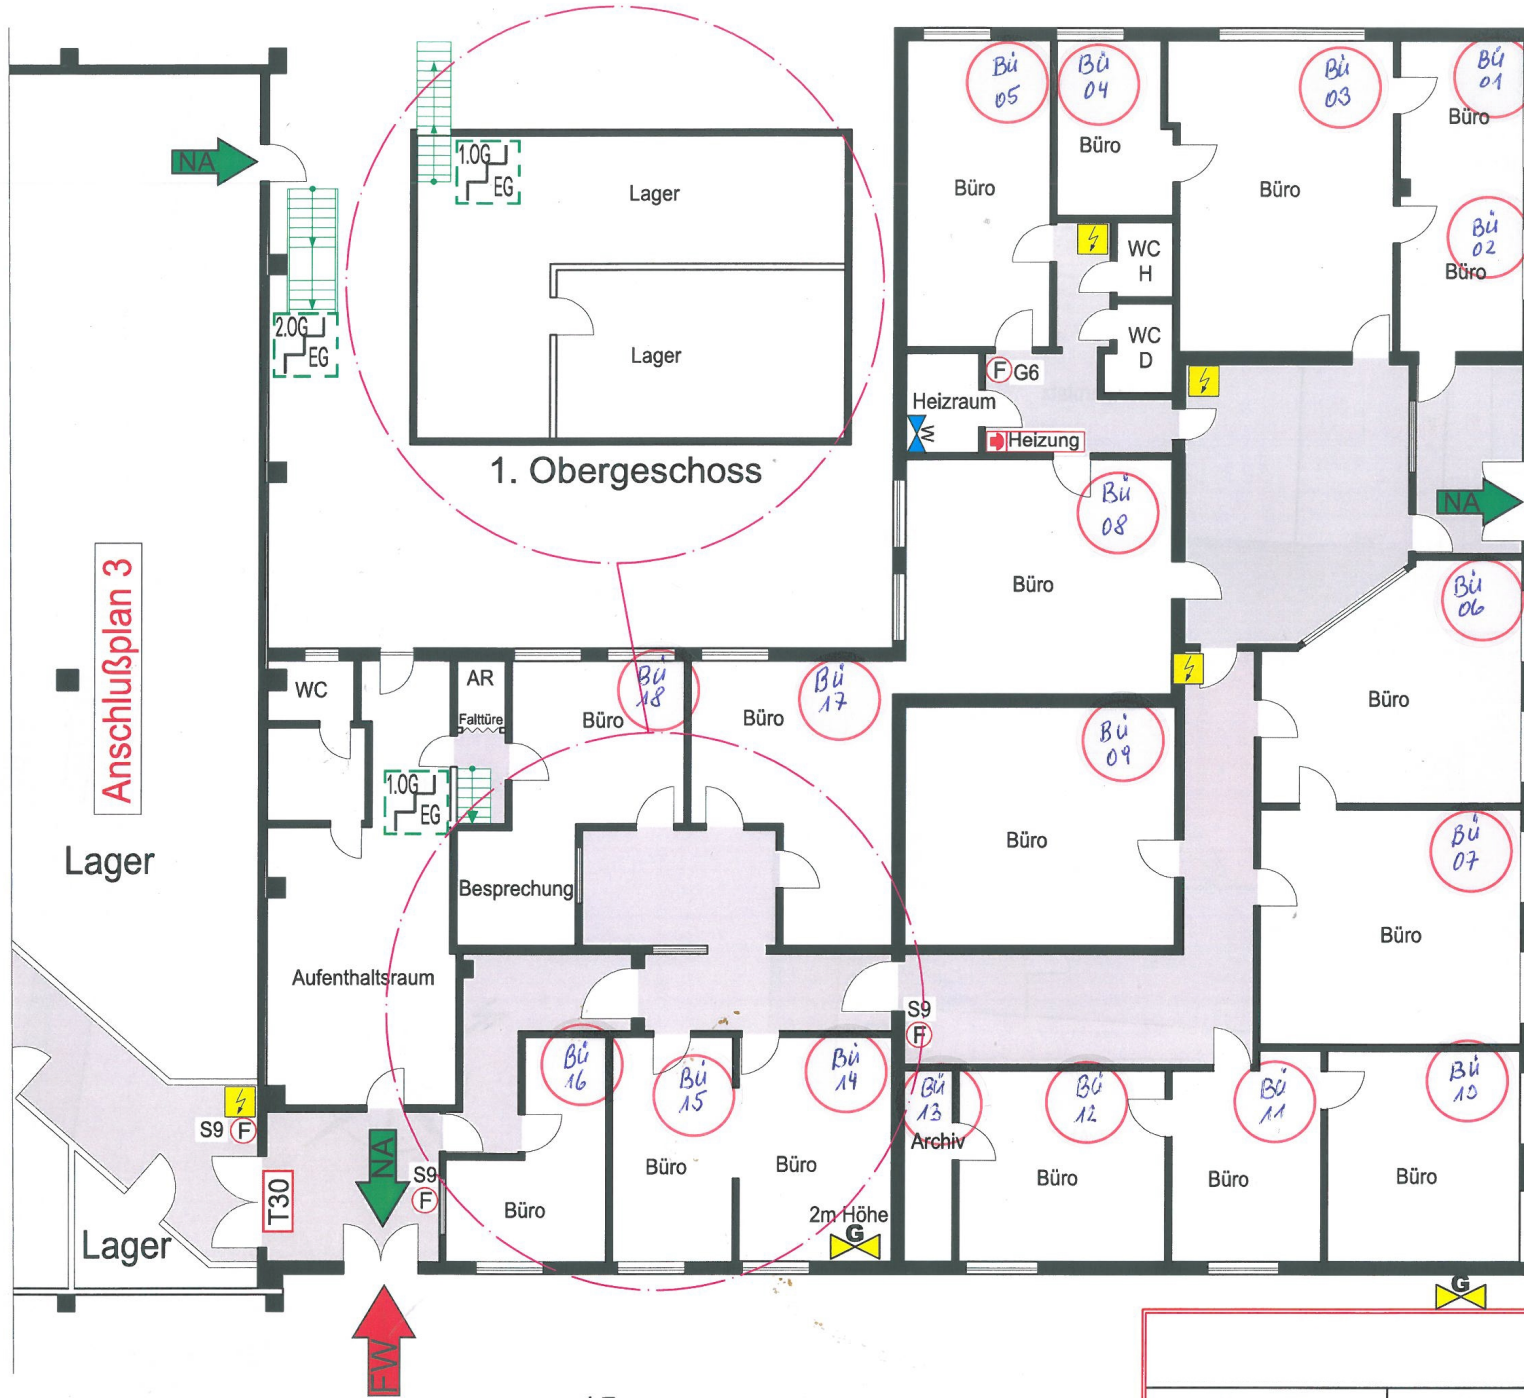 Bü
05
Bü
04
Bü
03
Bü
01
Büro
NA
1.OG
EG
Lager
Büro
Büro
Büro
Bü
02
Büro
WC
H
2.OG
EG
Lager
WC
D
F G6
Heizraum
W
Heizung
1. Obergeschoss
Bü
08
NA
Büro
Bü
06
Anschlußplan 3
WC
AR
Falttüre
Bü
18
Büro
Büro
Bü
17
Büro
Bü
09
1.OG
EG
Büro
Bü
07
Lager
Besprechung
Büro
Aufenthaltsraum
S9
F
Bü
16
Bü
15
Bü
14
Bü
13
Archiv
Bü
12
Bü
11
Bü
10
S9 F
NA
S9
F
T30
Büro
Büro
Büro
2m Höhe
G
Büro
Büro
Büro
Lager
FW
G